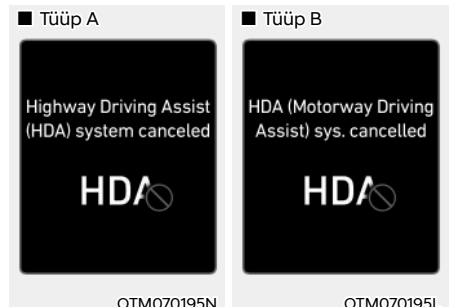 ■ Tüüp A
Highway Driving Assist
(HDA) system canceled
HDA
OTM070195N
■ Tüüp B
HDA (Motorway Driving
Assist) sys. cancelled
HDA
OTM070195L